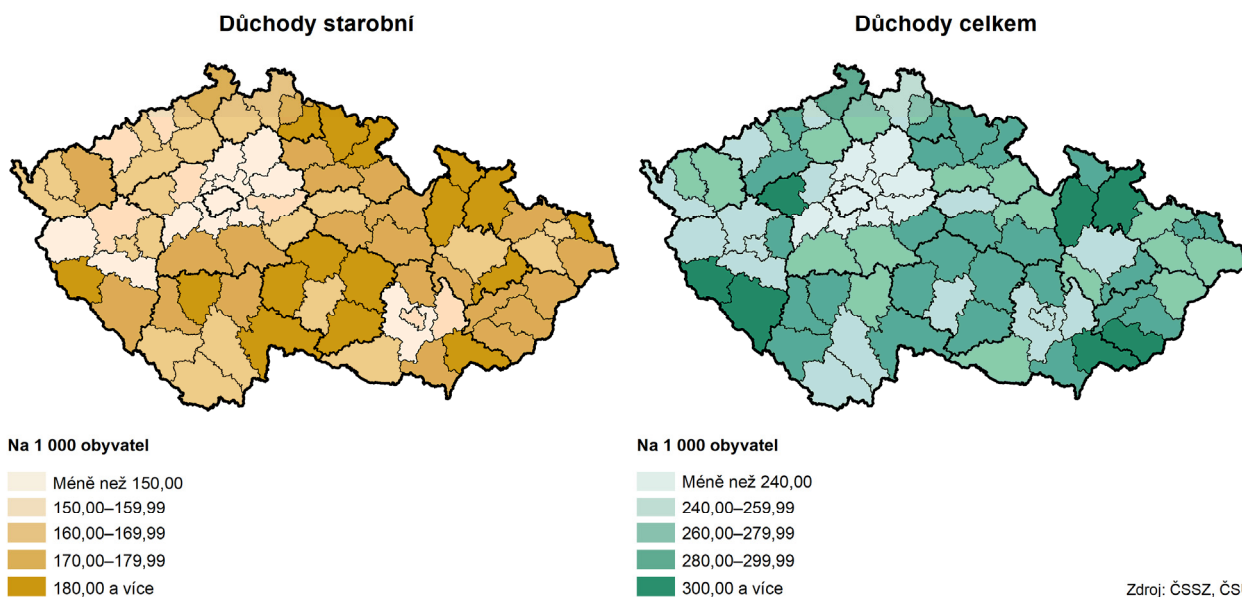 Důchody starobní
Důchody celkem
Na 1 000 obyvatel
Méně než 150,00
150,00–159,99
160,00–169,99
170,00–179,99
180,00 a více
Na 1 000 obyvatel
Méně než 240,00
240,00–259,99
260,00–279,99
280,00–299,99
300,00 a více
Zdroj: ČSSZ,